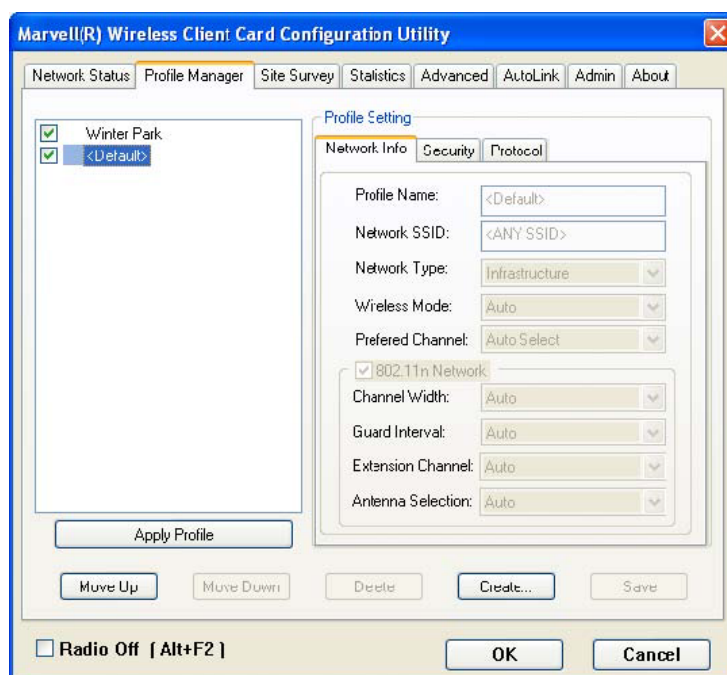 Marvell(R) Wireless Client Card Configuration Utility
Network Status Profile Manager Site Survey Statistics Advanced AutoLink Admin About
Winter Park
<Default>
Apply Profile
Profile Setting
Network Info Security Protocol
Profile Name: <Default>
Network SSID: <ANY SSID>
Network Type: Infrastructure
Wireless Mode: Auto
Prefered Channel: Auto Select
802.11n Network
Channel Width: Auto
Guard Interval: Auto
Extension Channel: Auto
Antenna Selection: Auto
Move Up Move Down Delete Create... Save
Radio Off [ Alt+F2 ]
OK Cancel